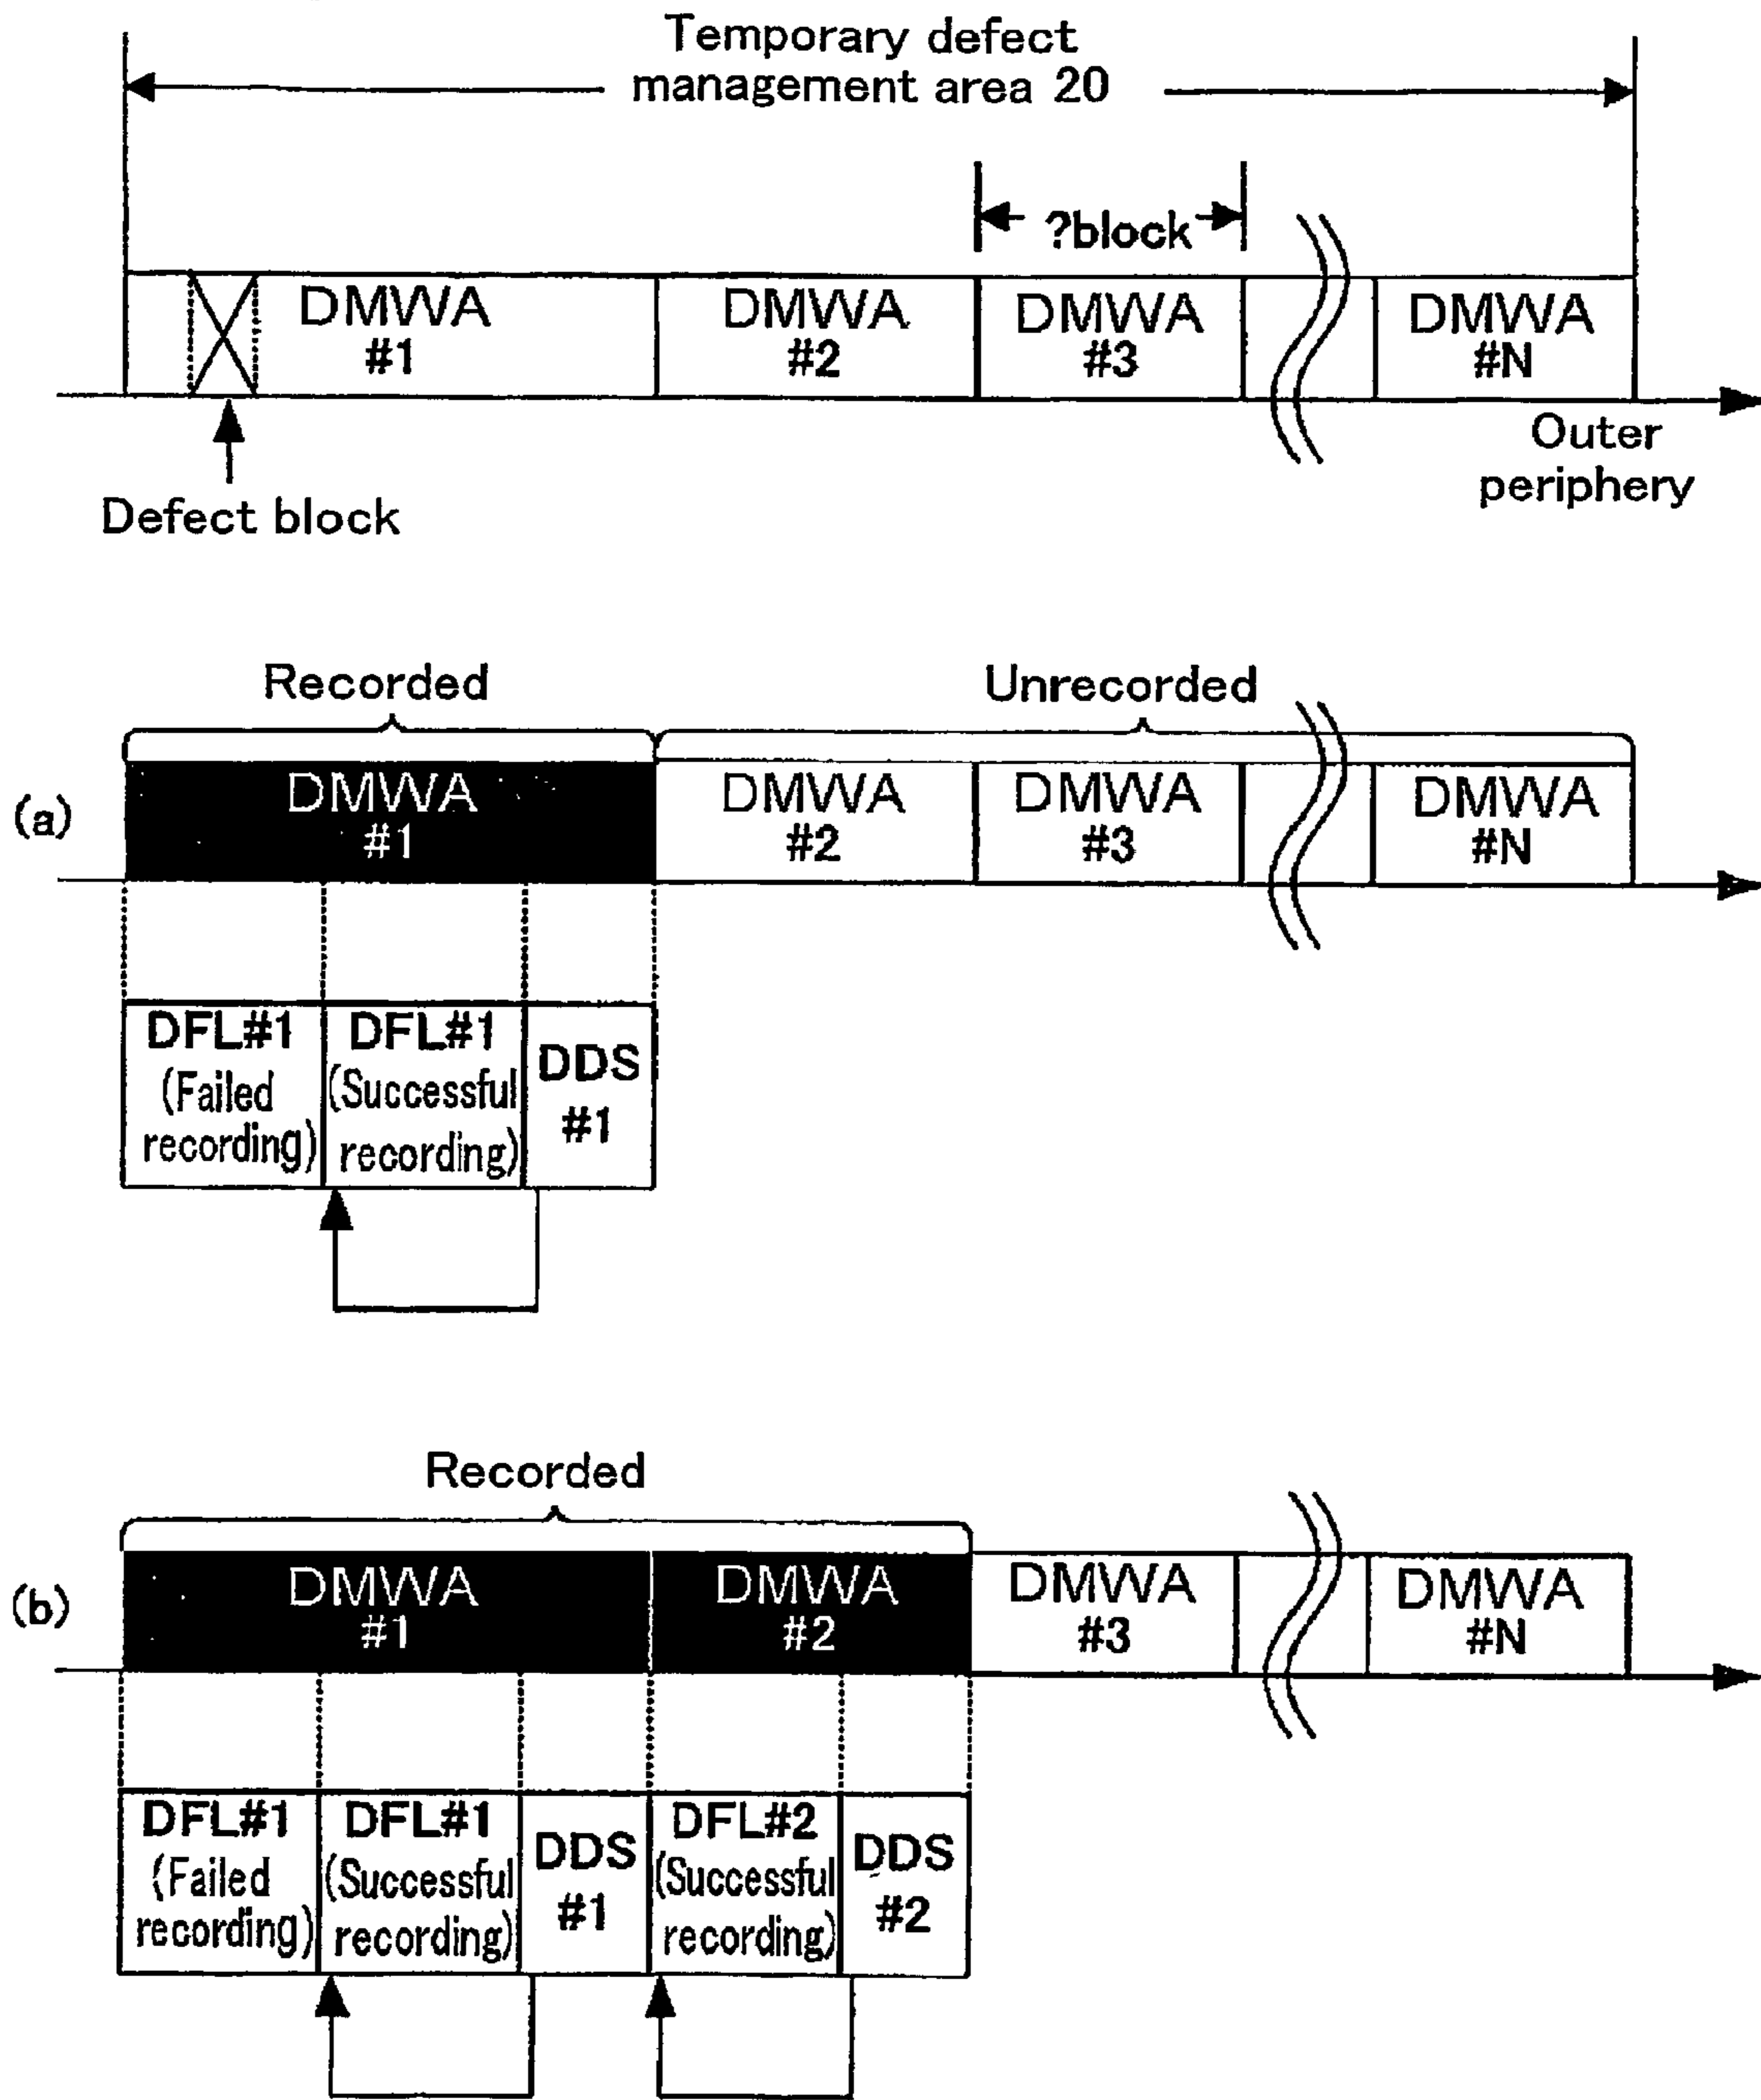 Temporary defect
management area 20
?block
DMWA
#1
DMWA
#2
DMWA
#3
DMWA
#N
Outer
periphery
Defect block
Recorded
Unrecorded
(a)
DMWA
#1
DMWA
#2
DMWA
#3
DMWA
#N
DFL#1
(Failed
recording)
DFL#1
(Successful
recording)
DDS
#1
Recorded
(b)
DMWA
#1
DMWA
#2
DMWA
#3
DMWA
#N
DFL#1
(Failed
recording)
DFL#1
(Successful
recording)
DDS
#1
DFL#2
(Successful
recording)
DDS
#2